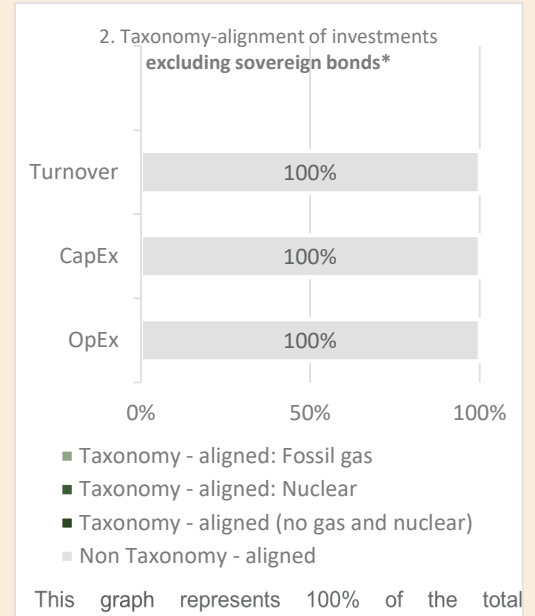 2. Taxonomy-alignment of investments
excluding sovereign bonds*
Turnover 100%
CapEx 100%
OpEx 100%
0% 50% 100%
Taxonomy - aligned: Fossil gas
Taxonomy - aligned: Nuclear
Taxonomy - aligned (no gas and nuclear)
Non Taxonomy - aligned
This graph represents 100% of the total